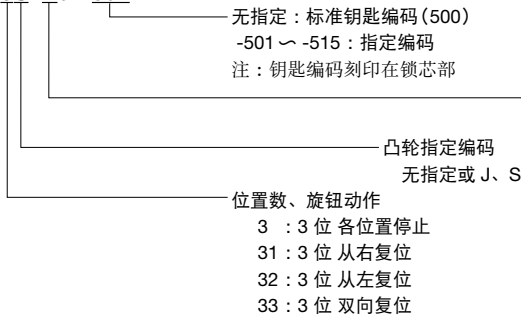 无指定：标准钥匙编码(500)
-501～-515：指定编码
注：钥匙编码刻印在锁芯部
凸轮指定编码
无指定或 J、S
位置数、旋钮动作
3 ：3 位 各位置停止
31：3 位 从右复位
32：3 位 从左复位
33：3 位 双向复位